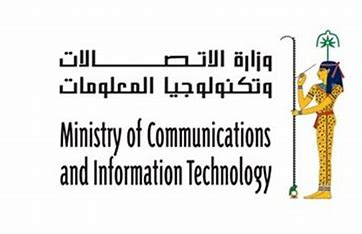 وزارة الاتصالات
وتكنولوجيا المعلومات
Ministry of Communications
and Information Technology